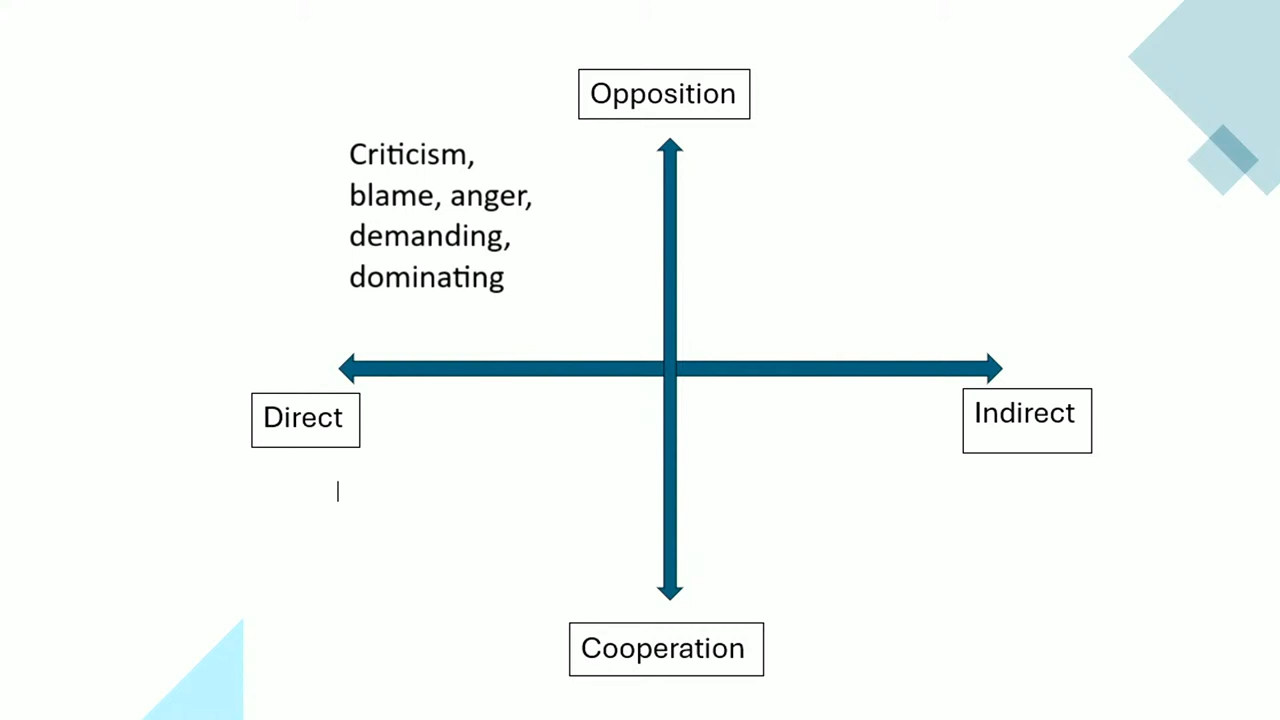 Opposition
Criticism,
blame, anger,
demanding,
dominating
Direct
Indirect
Cooperation